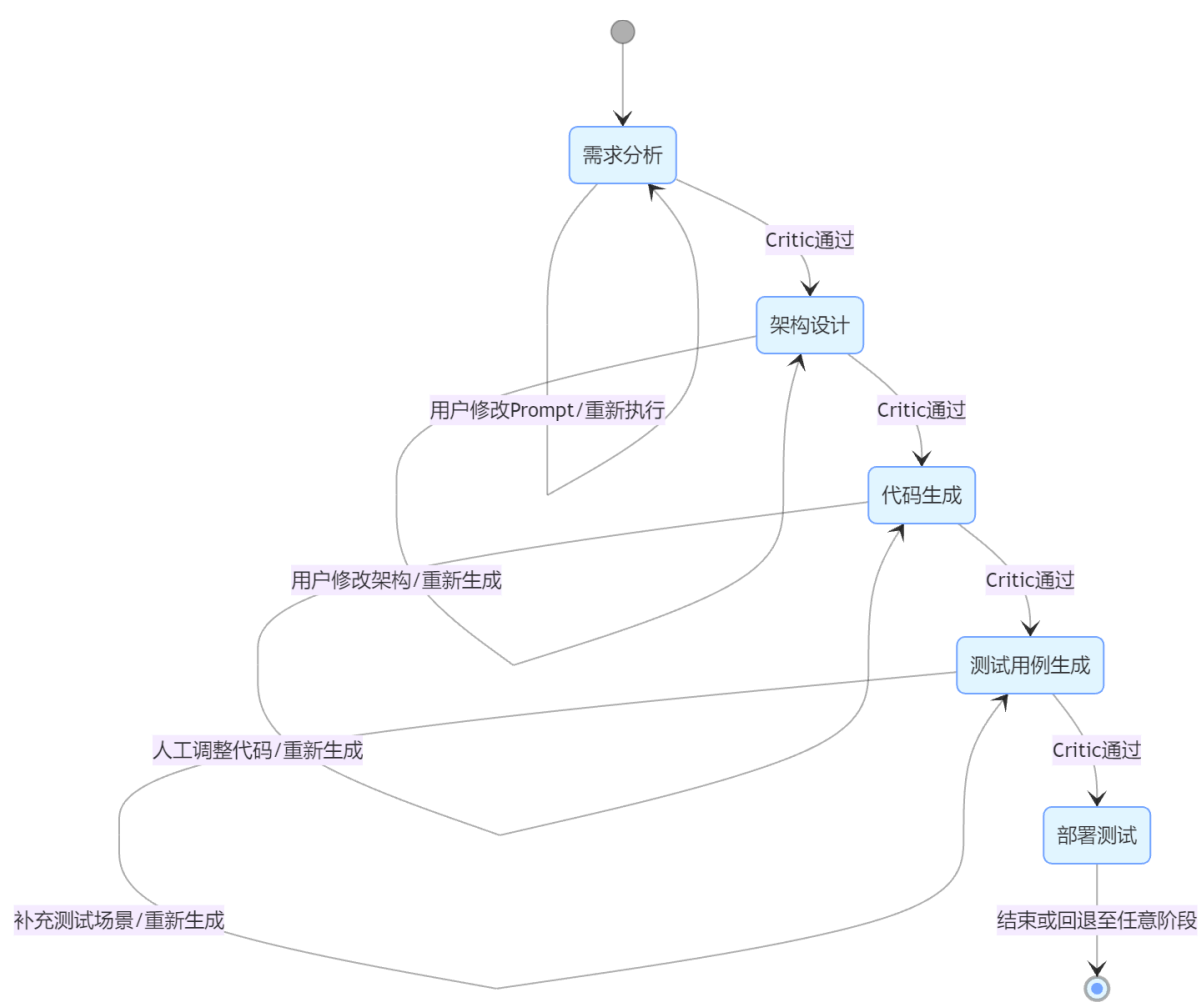 需求分析
Critic通过
架构设计
用户修改Prompt/重新执行
Critic通过
代码生成
用户修改架构/重新生成
Critic通过
测试用例生成
人工调整代码/重新生成
Critic通过
部署测试
补充测试场景/重新生成
结束或回退至任意阶段